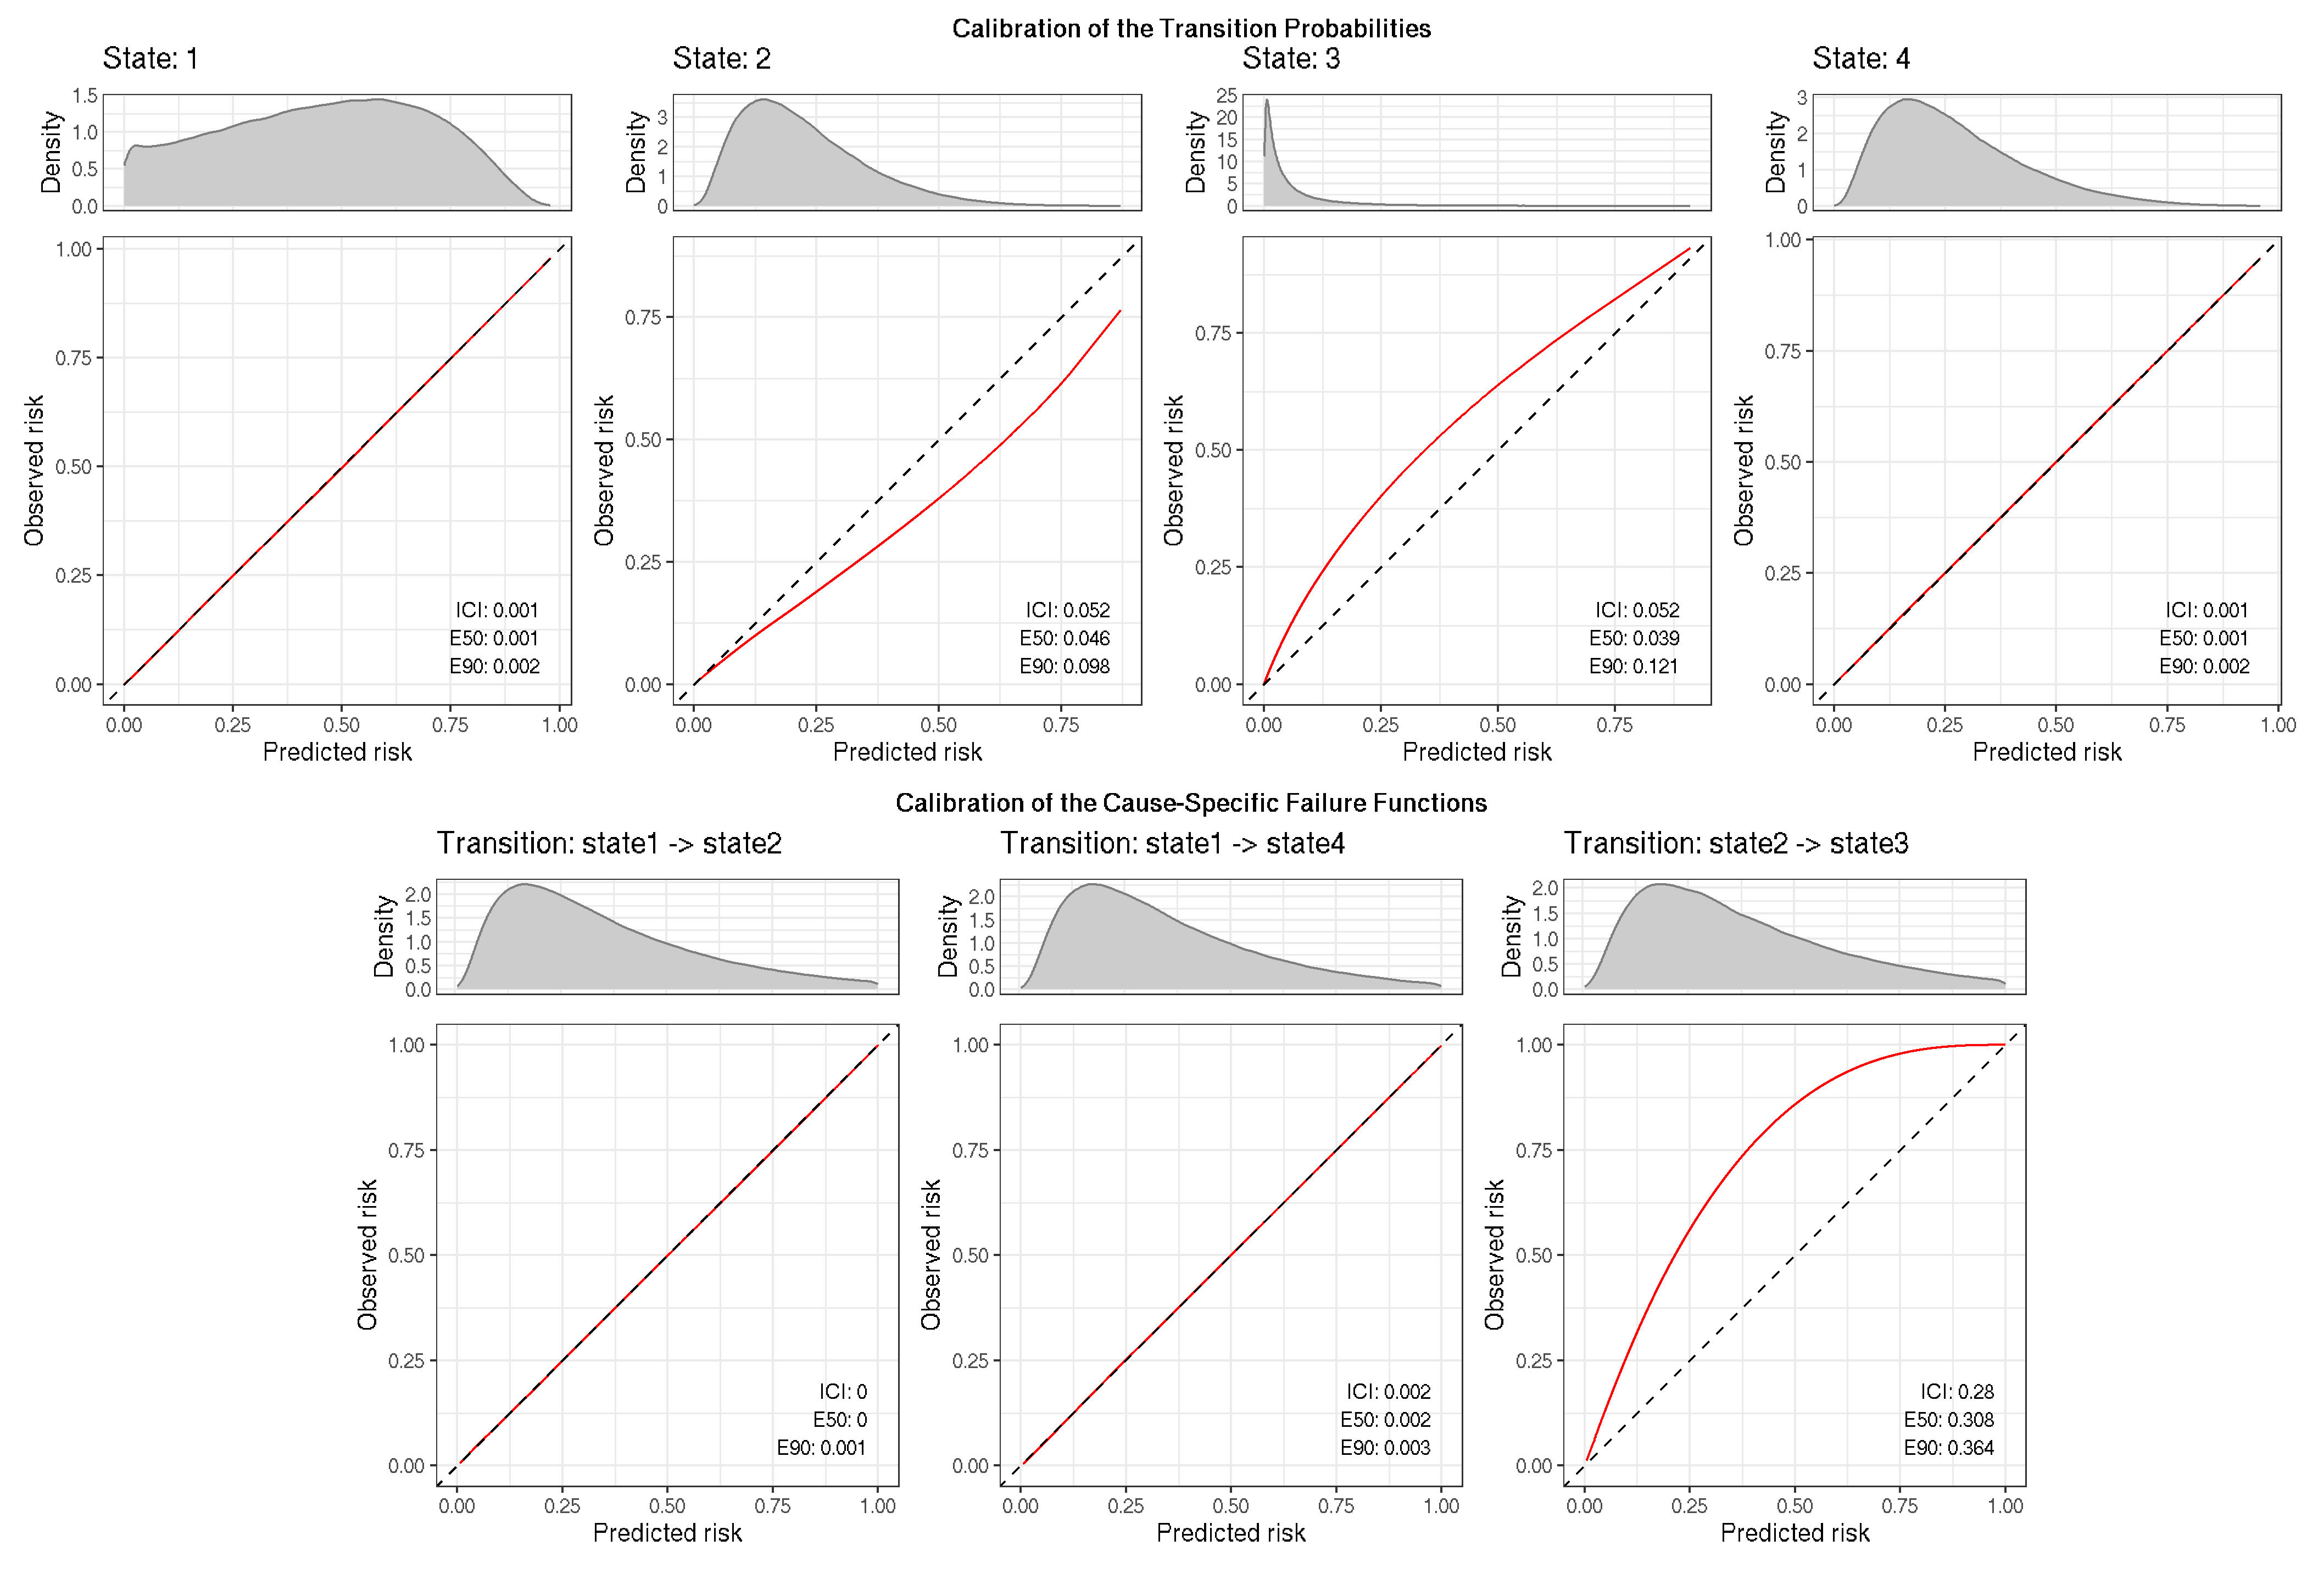 Calibration of the Transition Probabilities
State: 1
State: 2
State: 3
State: 4
Density
1.5
1.0
0.5
0.0
Density
3
2
1
0
Density
25
20
15
10
5
0
Density
3
2
1
0
Observed risk
1.00
0.75
0.50
0.25
0.00
ICI: 0.001
E50: 0.001
E90: 0.002
0.00 0.25 0.50 0.75 1.00
Predicted risk
Observed risk
0.75
0.50
0.25
0.00
ICI: 0.052
E50: 0.046
E90: 0.098
0.00 0.25 0.50 0.75
Predicted risk
Observed risk
0.75
0.50
0.25
0.00
ICI: 0.052
E50: 0.039
E90: 0.121
0.00 0.25 0.50 0.75
Predicted risk
Observed risk
1.00
0.75
0.50
0.25
0.00
ICI: 0.001
E50: 0.001
E90: 0.002
0.00 0.25 0.50 0.75 1.00
Predicted risk
Calibration of the Cause-Specific Failure Functions
Transition: state1 -> state2
Transition: state1 -> state4
Transition: state2 -> state3
Density
2.0
1.5
1.0
0.5
0.0
Density
2.0
1.5
1.0
0.5
0.0
Density
2.0
1.5
1.0
0.5
0.0
Observed risk
1.00
0.75
0.50
0.25
0.00
ICI: 0
E50: 0
E90: 0.001
0.00 0.25 0.50 0.75 1.00
Predicted risk
Observed risk
1.00
0.75
0.50
0.25
0.00
ICI: 0.002
E50: 0.002
E90: 0.003
0.00 0.25 0.50 0.75 1.00
Predicted risk
Observed risk
1.00
0.75
0.50
0.25
0.00
ICI: 0.28
E50: 0.308
E90: 0.364
0.00 0.25 0.50 0.75 1.00
Predicted risk